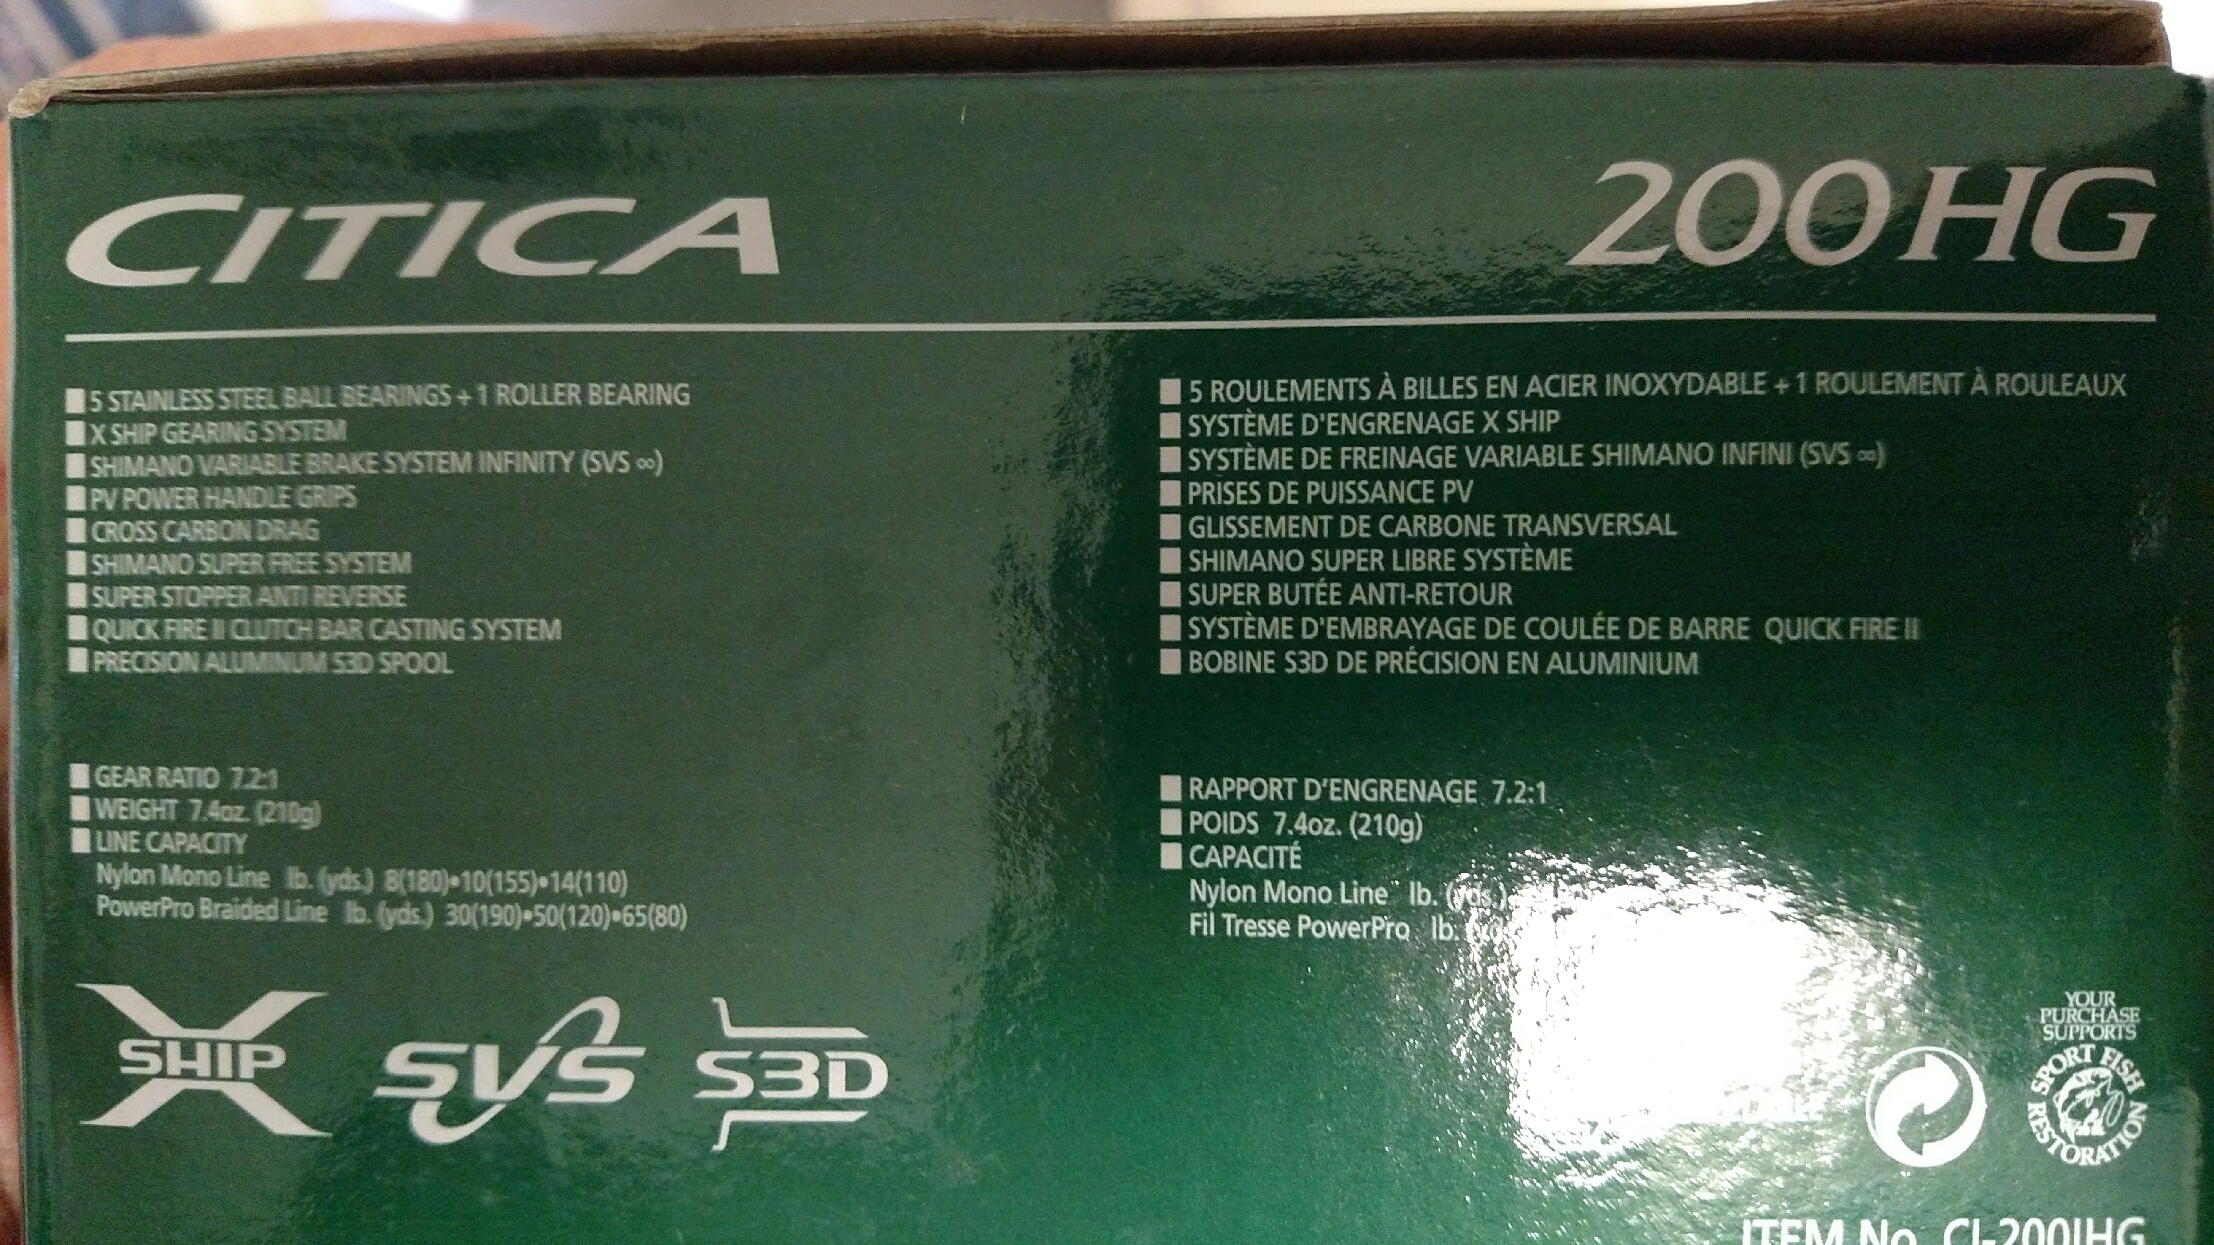 CITICA
200HG
■ 5 STAINLESS STEEL BALL BEARINGS + 1 ROLLER BEARING
■ X SHIP GEARING SYSTEM
■ SHIMANO VARIABLE BRAKE SYSTEM INFINITY (SVS ∞)
■ PV POWER HANDLE GRIPS
■ CROSS CARBON DRAG
■ SHIMANO SUPER FREE SYSTEM
■ SUPER STOPPER ANTI REVERSE
■ QUICK FIRE II CLUTCH BAR CASTING SYSTEM
■ PRECISION ALUMINUM S3D SPOOL
■ GEAR RATIO 7.2:1
■ WEIGHT 7.4oz. (210g)
■ LINE CAPACITY
Nylon Mono Line lb. (yds.) 8(180)•10(155)•14(110)
PowerPro Braided Line lb. (yds.) 30(190)•50(120)•65(80)
■ 5 ROULEMENTS À BILLES EN ACIER INOXYDABLE + 1 ROULEMENT À ROULEAUX
■ SYSTÈME D'ENGRENAGE X SHIP
■ SYSTÈME DE FREINAGE VARIABLE SHIMANO INFINI (SVS ∞)
■ PRISES DE PUISSANCE PV
■ GLISSEMENT DE CARBONE TRANSVERSAL
■ SHIMANO SUPER LIBRE SYSTÈME
■ SUPER BUTÉE ANTI-RETOUR
■ SYSTÈME D'EMBRAYAGE DE COULÉE DE BARRE QUICK FIRE II
■ BOBINE S3D DE PRÉCISION EN ALUMINIUM
■ RAPPORT D'ENGRENAGE 7.2:1
■ POIDS 7.4oz. (210g)
■ CAPACITÉ
Nylon Mono Line lb. (yds.)
Fil Tresse PowerPro lb.
X SHIP
SVS
S3D
YOUR
PURCHASE
SUPPORTS
SPORT FISH
RESTORATION
ITEM No. CI-200IHG